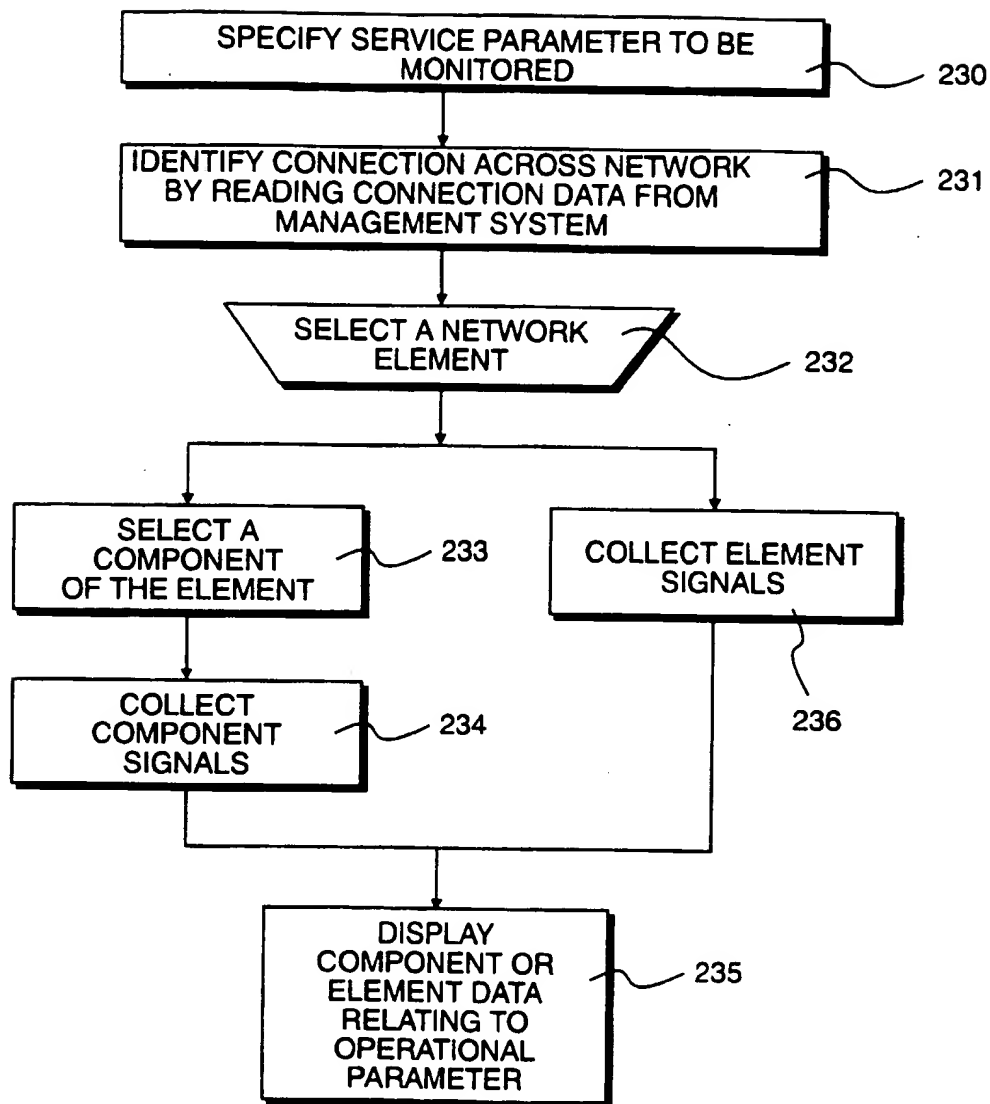 SPECIFY SERVICE PARAMETER TO BE
MONITORED
230
IDENTIFY CONNECTION ACROSS NETWORK
BY READING CONNECTION DATA FROM
MANAGEMENT SYSTEM
231
SELECT A NETWORK
ELEMENT
232
SELECT A
COMPONENT
OF THE ELEMENT
233
COLLECT ELEMENT
SIGNALS
236
COLLECT
COMPONENT
SIGNALS
234
DISPLAY
COMPONENT OR
ELEMENT DATA
RELATING TO
OPERATIONAL
PARAMETER
235